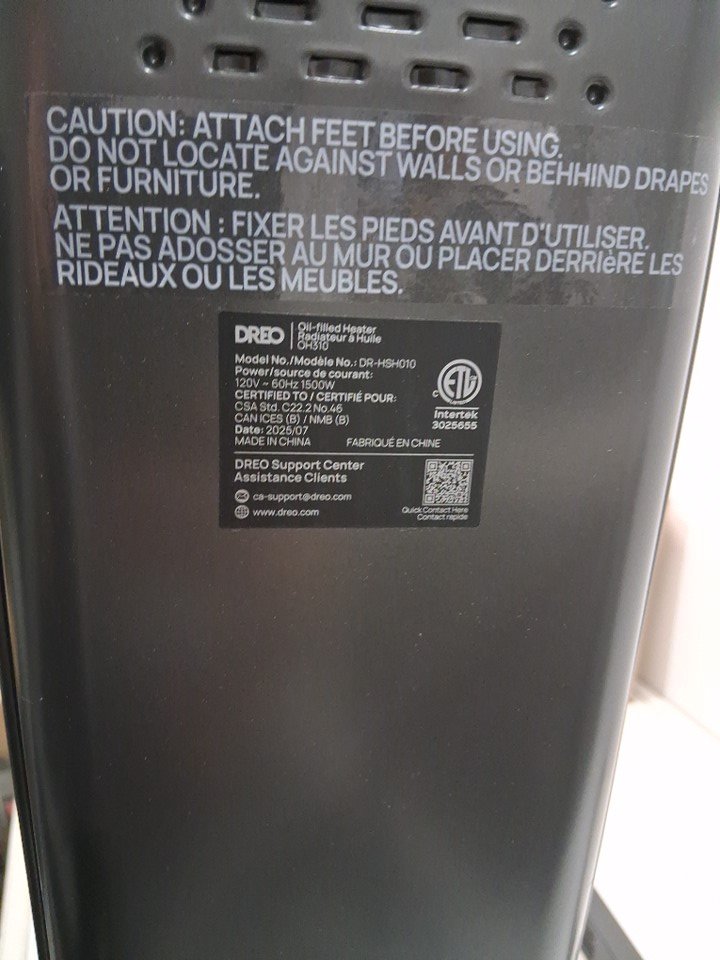 CAUTION: ATTACH FEET BEFORE USING.
DO NOT LOCATE AGAINST WALLS OR BEHHIND DRAPES
OR FURNITURE.
ATTENTION : FIXER LES PIEDS AVANT D'UTILISER.
NE PAS ADOSSER AU MUR OU PLACER DERRIèRE LES
RIDEAUX OU LES MEUBLES.
DREO
Oil-filled Heater
Radiateur à Huile
OH310
Model No./Modèle No.: DR-HSH010
Power/source de courant:
120V ~ 60Hz 1500W
CERTIFIED TO / CERTIFIÉ POUR:
CSA Std. C22.2 No.46
CAN ICES (B) / NMB (B)
Date: 2025/07
MADE IN CHINA FABRIQUÉ EN CHINE
C ETL
Intertek
3025655
DREO Support Center
Assistance Clients
ca-support@dreo.com
www.dreo.com
Quick Contact Here
Contact rapide